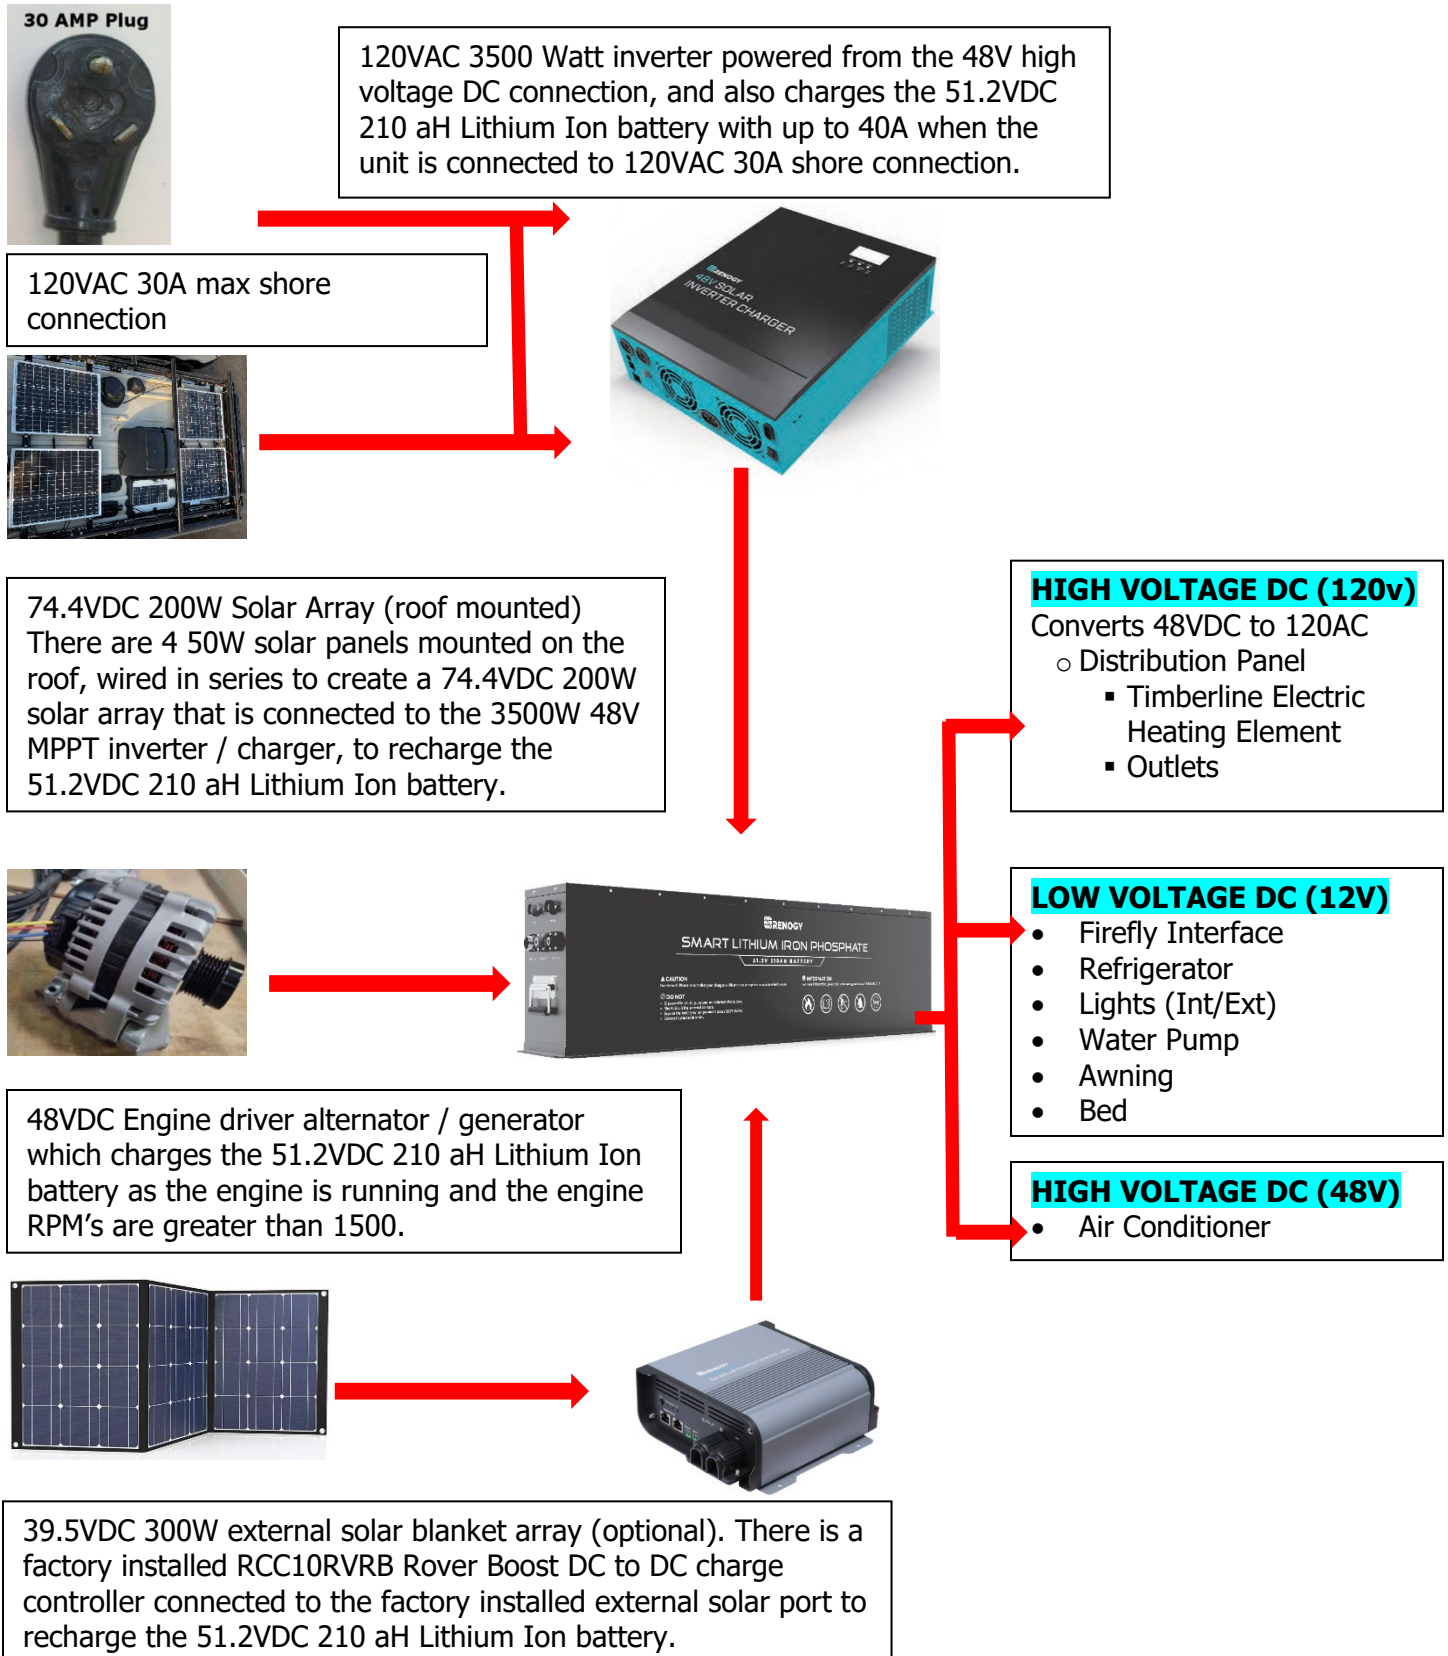 30 AMP Plug
120VAC 3500 Watt inverter powered from the 48V high
voltage DC connection, and also charges the 51.2VDC
210 aH Lithium Ion battery with up to 40A when the
unit is connected to 120VAC 30A shore connection.
120VAC 30A max shore
connection
RENOGY
48V SOLAR
INVERTER CHARGER
74.4VDC 200W Solar Array (roof mounted)
There are 4 50W solar panels mounted on the
roof, wired in series to create a 74.4VDC 200W
solar array that is connected to the 3500W 48V
MPPT inverter / charger, to recharge the
51.2VDC 210 aH Lithium Ion battery.
HIGH VOLTAGE DC (120v)
Converts 48VDC to 120AC
○ Distribution Panel
▪ Timberline Electric
Heating Element
▪ Outlets
RENOGY
SMART LITHIUM IRON PHOSPHATE
51.2V 210AH BATTERY
CAUTION
DO NOT
LOW VOLTAGE DC (12V)
• Firefly Interface
• Refrigerator
• Lights (Int/Ext)
• Water Pump
• Awning
• Bed
48VDC Engine driver alternator / generator
which charges the 51.2VDC 210 aH Lithium Ion
battery as the engine is running and the engine
RPM’s are greater than 1500.
HIGH VOLTAGE DC (48V)
• Air Conditioner
RENOGY
39.5VDC 300W external solar blanket array (optional). There is a
factory installed RCC10RVRB Rover Boost DC to DC charge
controller connected to the factory installed external solar port to
recharge the 51.2VDC 210 aH Lithium Ion battery.